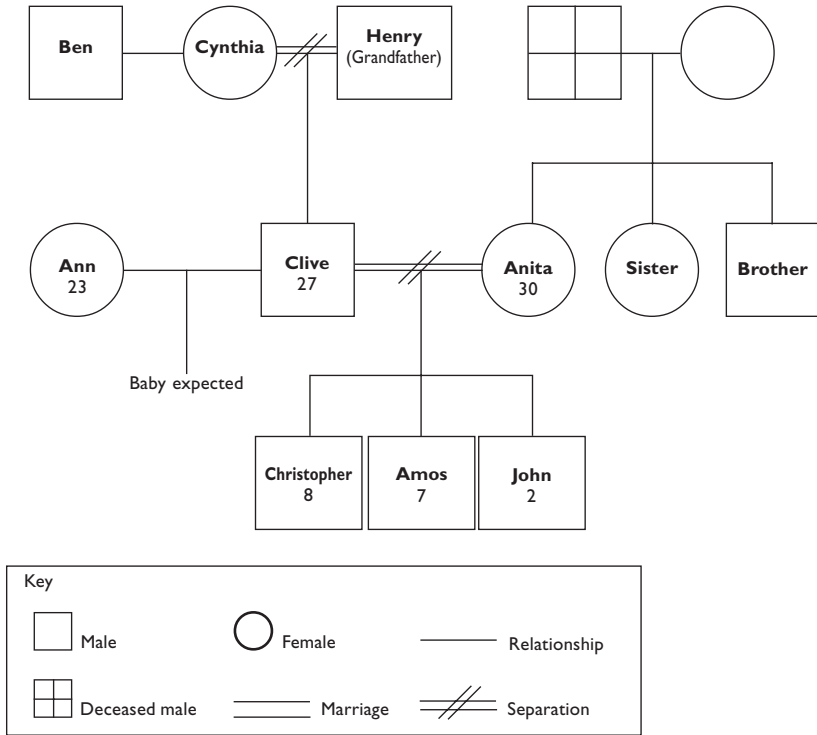 Ben
Cynthia
Henry
(Grandfather)
Ann
23
Clive
27
Anita
30
Sister
Brother
Baby expected
Christopher
8
Amos
7
John
2
Key
Male
Female
Relationship
Deceased male
Marriage
Separation